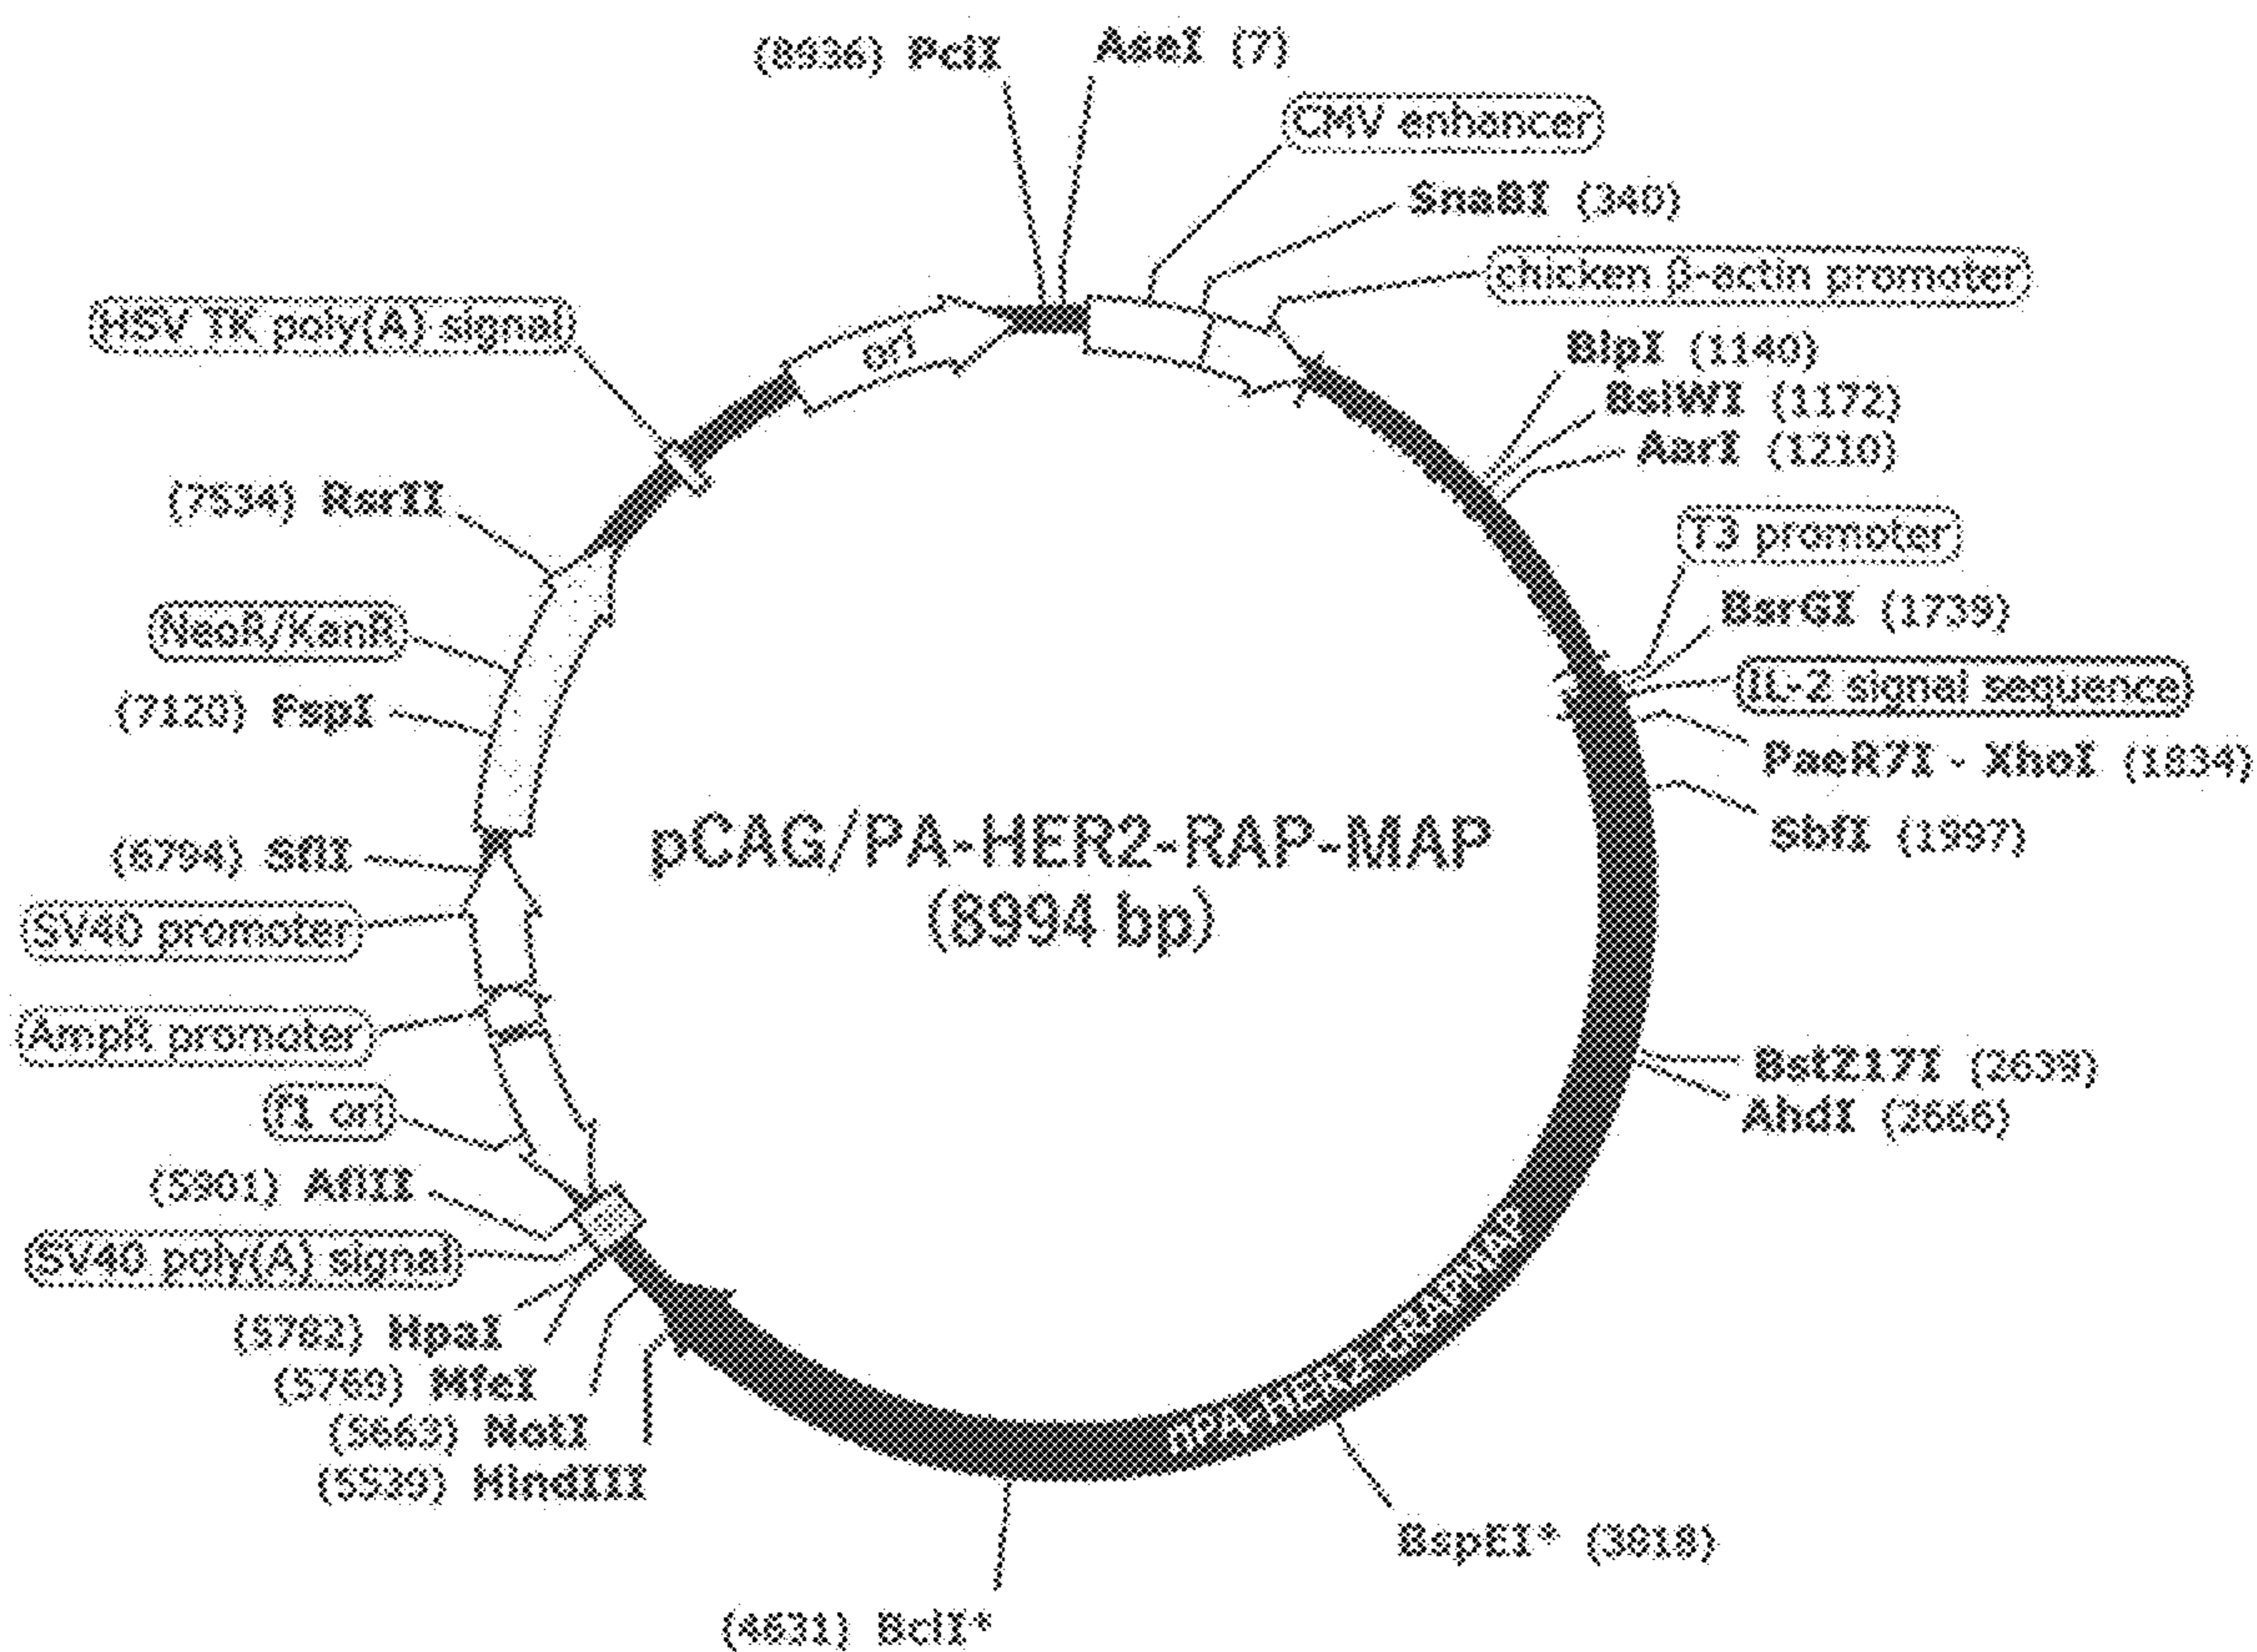 (8936) PciI
AseI (7)
CMV enhancer
SnaBI (340)
chicken β-actin promoter
BlpI (1140)
BsiWI (1172)
AarI (1210)
T3 promoter
BsrGI (1739)
IL-2 signal sequence
PaeR7I - XhoI (1834)
SbfI (1997)
BstZ17I (2639)
AhdI (2666)
BspEI* (3818)
(4631) BclI*
(5539) HindIII
(5663) NotI
(5769) MfeI
(5782) HpaI
SV40 poly(A) signal
(5901) AflII
f1 ori
AmpR promoter
SV40 promoter
(6794) SfiI
(7120) FspI
NeoR/KanR
(7534) RsrII
HSV TK poly(A) signal
ori
pCAG/PA-HER2-RAP-MAP
(8994 bp)